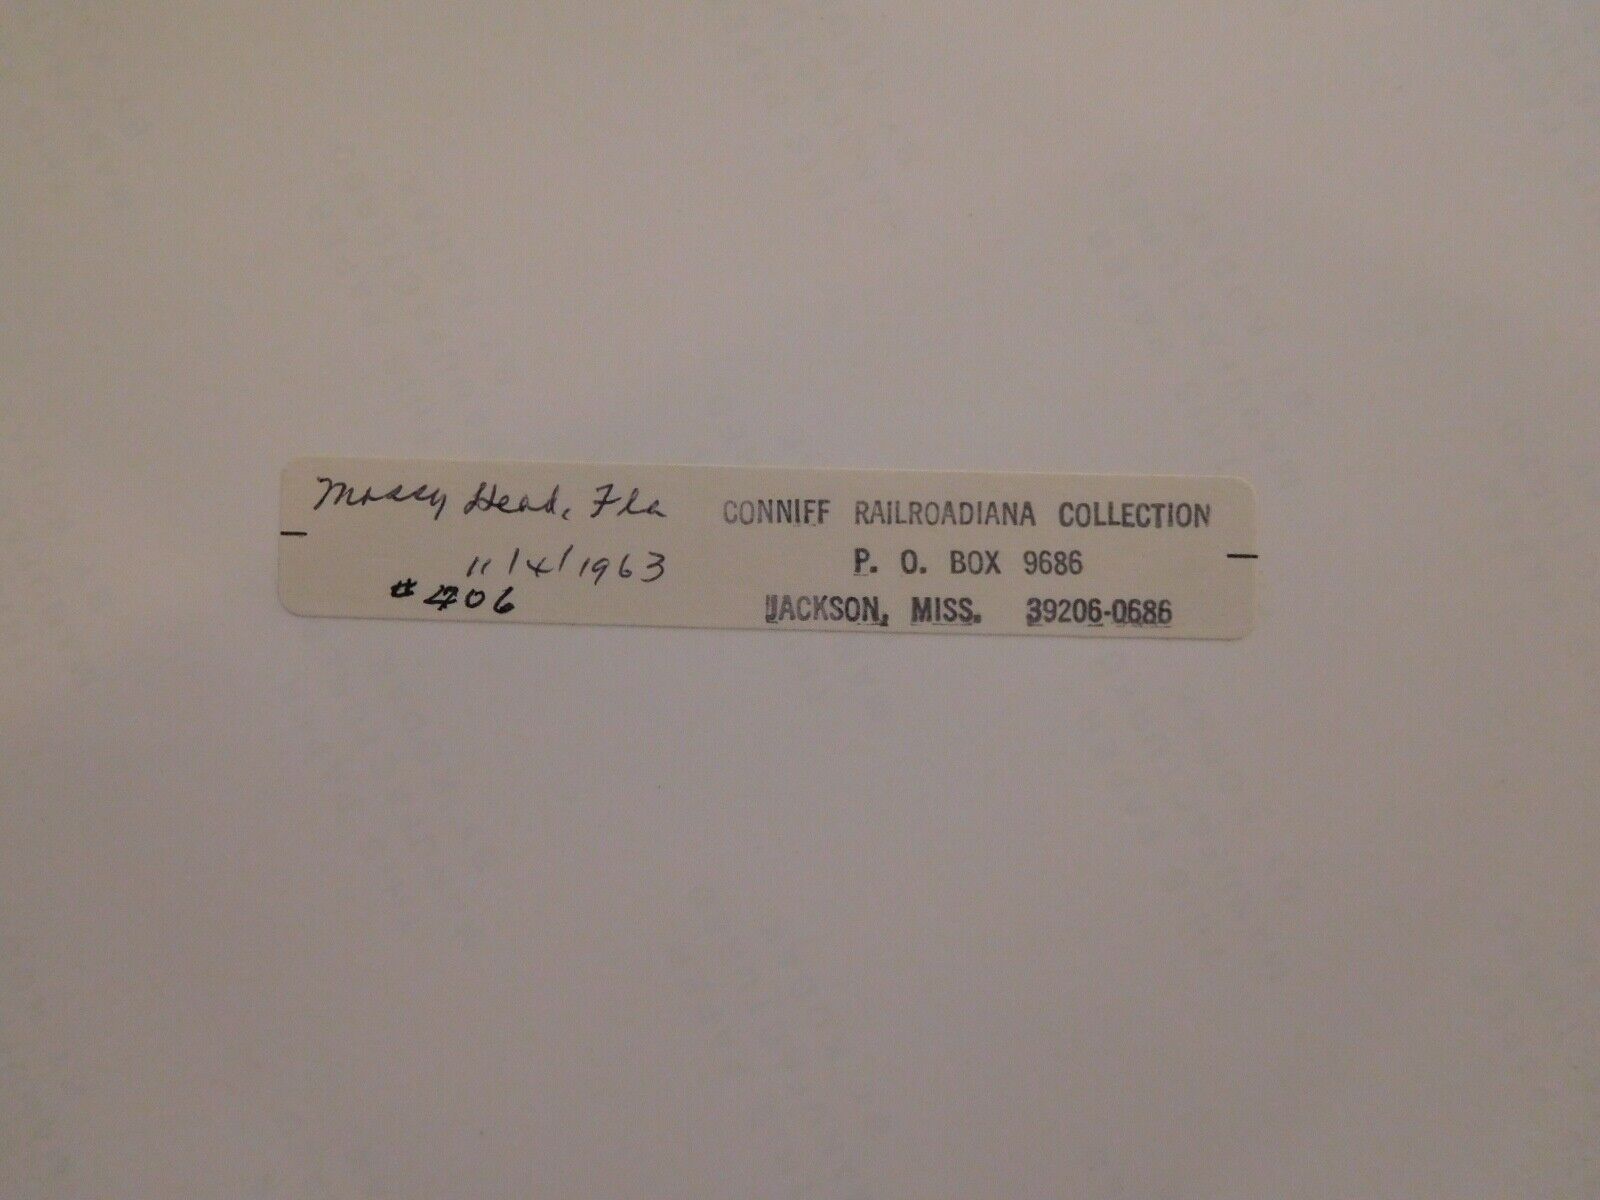 Mossy Head, Fla
11/4/1963
#406
CONNIFF RAILROADIANA COLLECTION
P. O. BOX 9686
JACKSON, MISS. 39206-0686